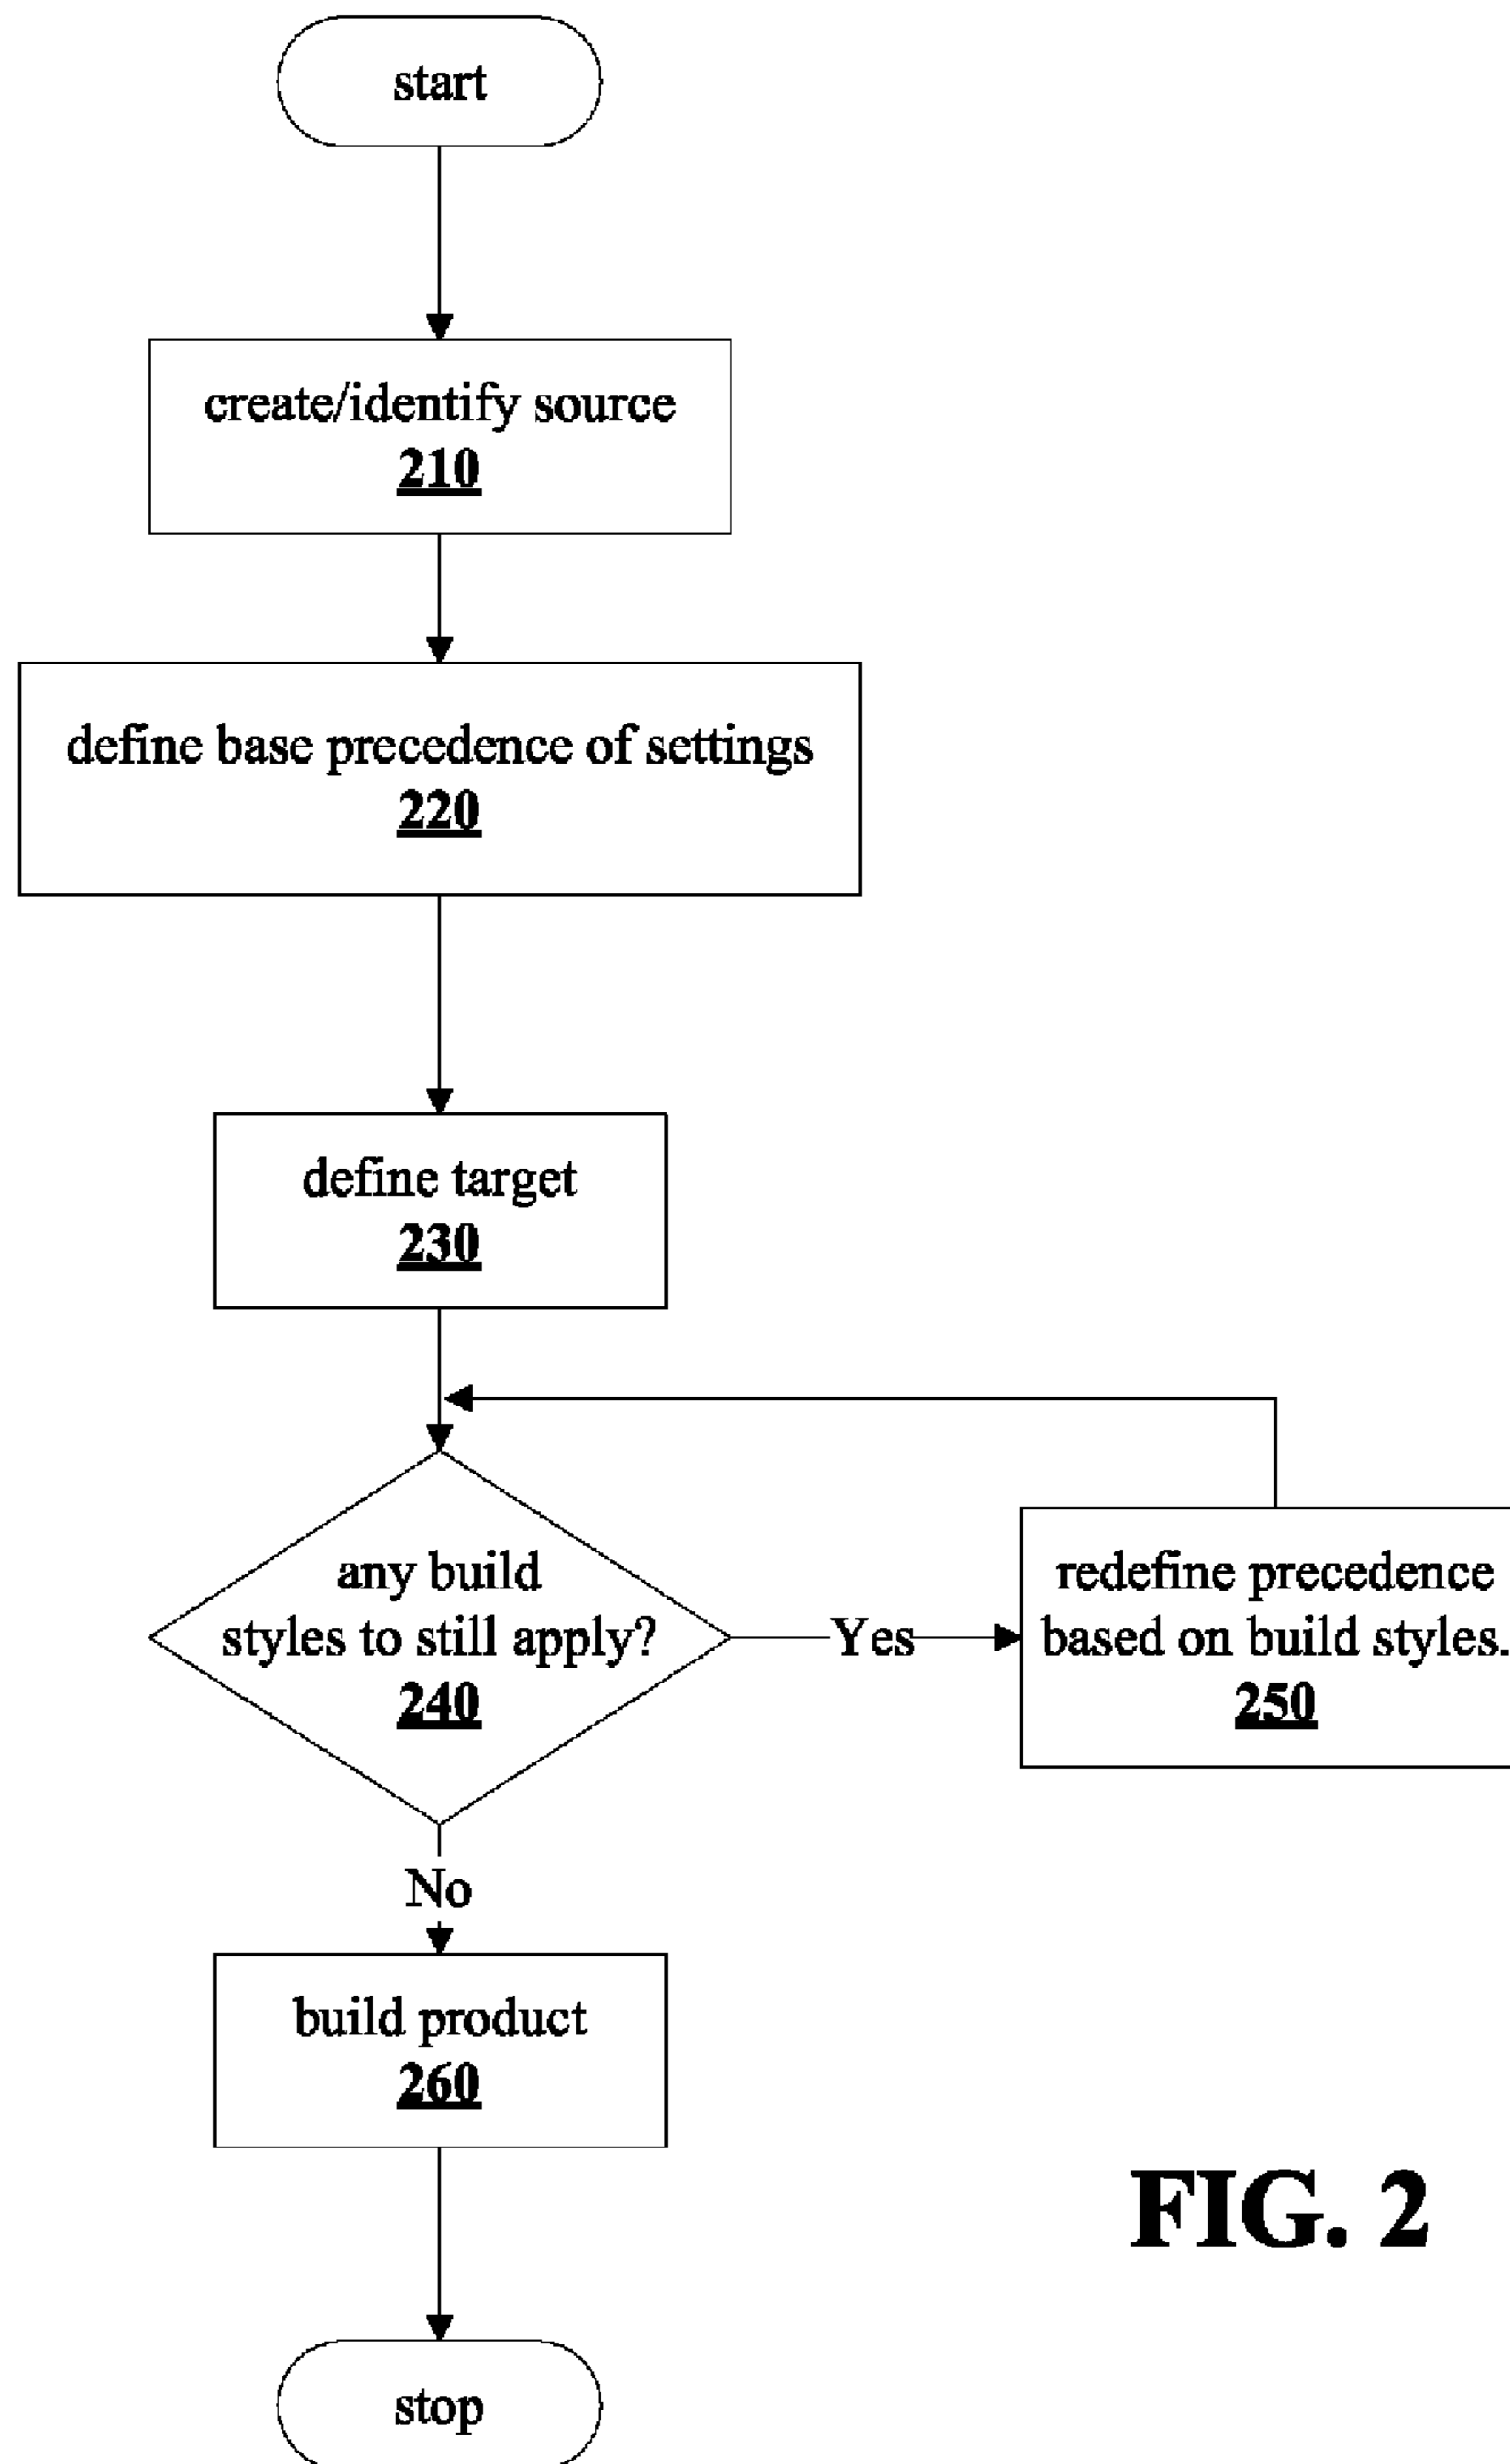 start
create/identify source
210
define base precedence of settings
220
define target
230
any build
styles to still apply?
240
Yes
redefine precedence
based on build styles.
250
No
build product
260
FIG. 2
stop